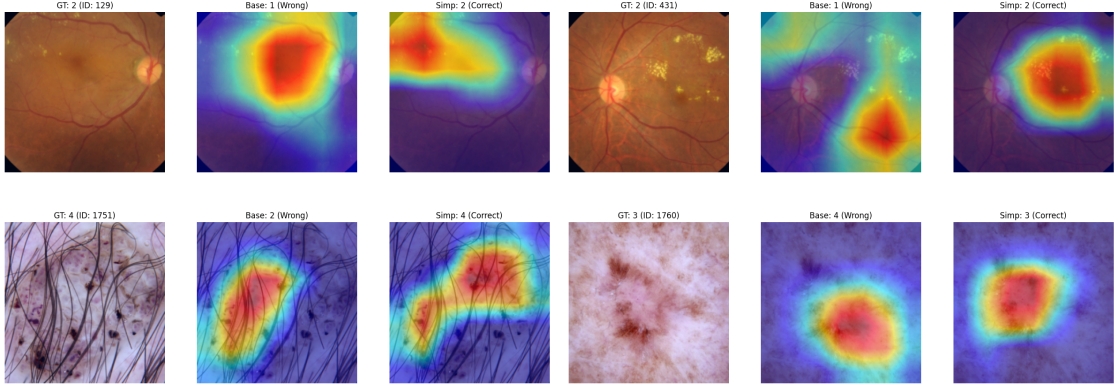 GT: 2 (ID: 129)
Base: 1 (Wrong)
Simp: 2 (Correct)
GT: 2 (ID: 431)
Base: 1 (Wrong)
Simp: 2 (Correct)
GT: 4 (ID: 1751)
Base: 2 (Wrong)
Simp: 4 (Correct)
GT: 3 (ID: 1760)
Base: 4 (Wrong)
Simp: 3 (Correct)